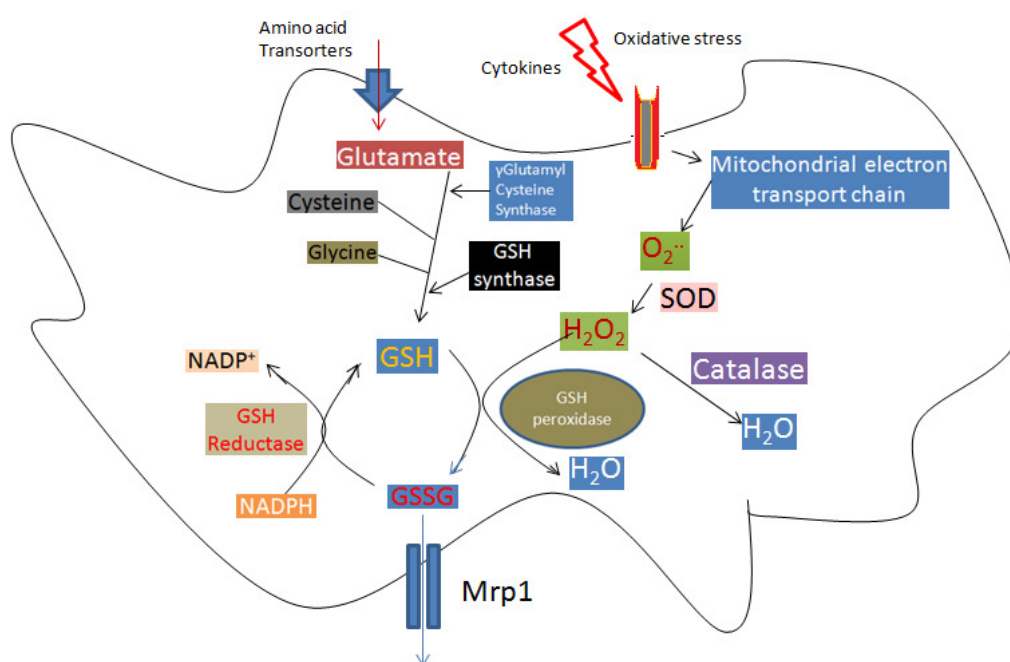 Amino acid
Transorters
Oxidative stress
Cytokines
Glutamate
γGlutamyl
Cysteine
Synthase
Mitochondrial electron
transport chain
Cysteine
Glycine
GSH
synthase
O₂··
SOD
H₂O₂
NADP⁺
GSH
Catalase
GSH
Reductase
GSH
peroxidase
H₂O
H₂O
NADPH
GSSG
Mrp1